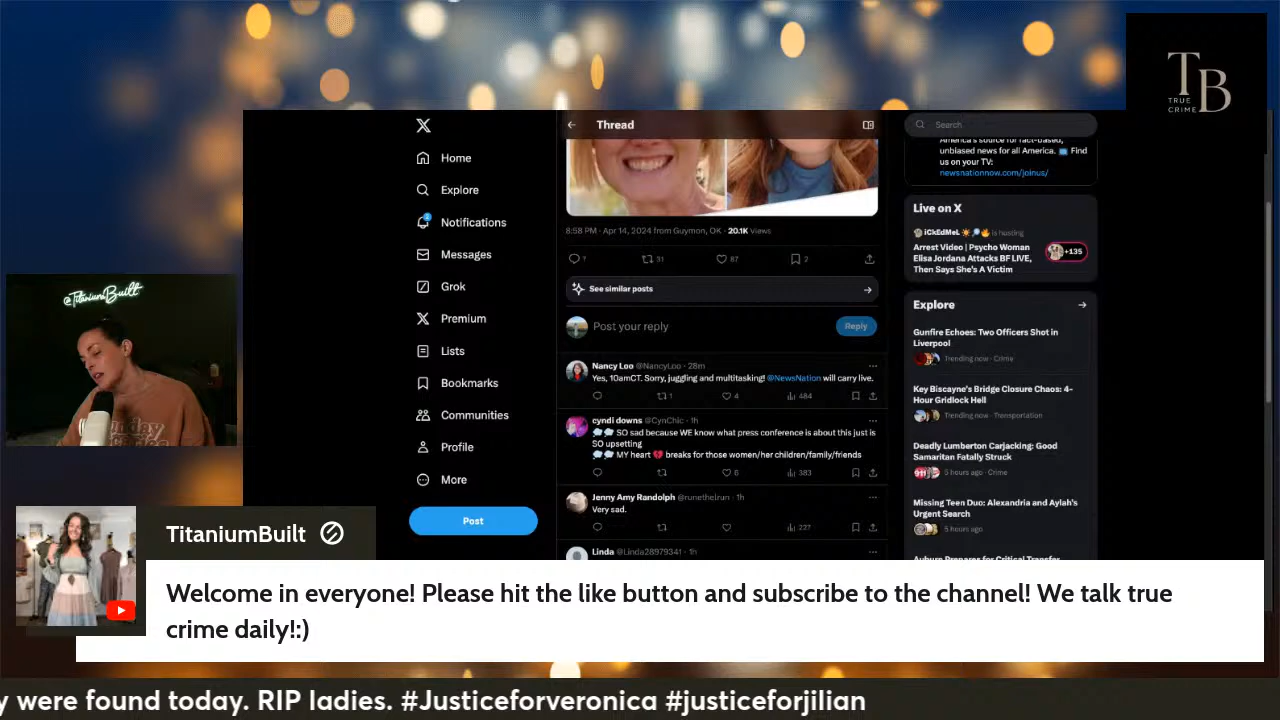 TB
TRUE
CRIME
Thread
Search
America's source for fact-based,
unbiased news for all America. 📺 Find
us on your TV:
newsnationnow.com/joinus/
Home
Explore
Notifications
Messages
Grok
Premium
Lists
Bookmarks
Communities
Profile
More
Post
8:58 PM · Apr 14, 2024 from Guymon, OK · 20.1K Views
7
31
87
2
See similar posts
Post your reply
Reply
Nancy Loo @NancyLoo · 28m
Yes, 10amCT. Sorry, juggling and multitasking! @NewsNation will carry live.
1
4
484
cyndi downs @CynChic · 1h
SO sad because WE know what press conference is about this just is
SO upsetting
MY heart 💔 breaks for those women/her children/family/friends
6
383
Jenny Amy Randolph @runethelrun · 1h
Very sad.
227
Linda @Linda28979341 · 1h
Live on X
iCkEdMeL is hosting
Arrest Video | Psycho Woman
Elisa Jordana Attacks BF LIVE,
Then Says She's A Victim
+135
Explore
Gunfire Echoes: Two Officers Shot in
Liverpool
Trending now · Crime
Key Biscayne's Bridge Closure Chaos: 4-
Hour Gridlock Hell
Trending now · Transportation
Deadly Lumberton Carjacking: Good
Samaritan Fatally Struck
5 hours ago · Crime
Missing Teen Duo: Alexandria and Aylah's
Urgent Search
5 hours ago
Auburn Prepares for Critical Transfer
@TitaniumBuilt
TitaniumBuilt
Welcome in everyone! Please hit the like button and subscribe to the channel! We talk true
crime daily!:)
y were found today. RIP ladies. #Justiceforveronica #justiceforjilian